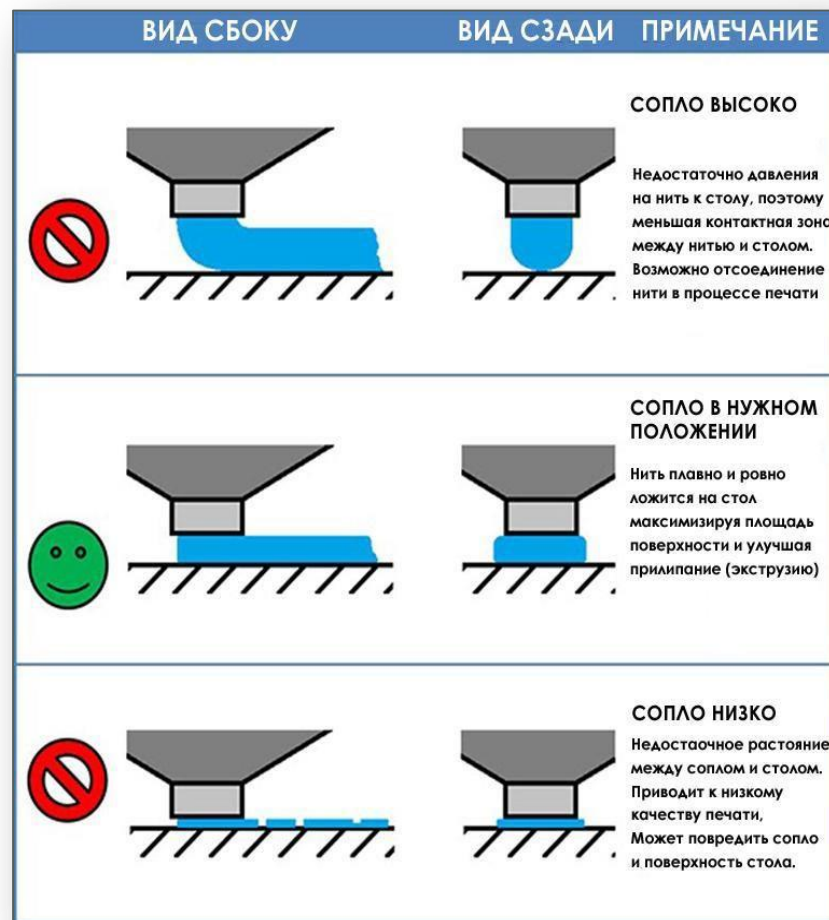 ВИД СБОКУ ВИД СЗАДИ ПРИМЕЧАНИЕ
СОПЛО ВЫСОКО
Недостаточно давления
на нить к столу, поэтому
меньшая контактная зона
между нитью и столом.
Возможно отсоединение
нити в процессе печати
СОПЛО В НУЖНОМ
ПОЛОЖЕНИИ
Нить плавно и ровно
ложится на стол
максимизируя площадь
поверхности и улучшая
прилипание (экструзию)
СОПЛО НИЗКО
Недостаочное растояние
между соплом и столом.
Приводит к низкому
качеству печати,
Может повредить сопло
и поверхность стола.